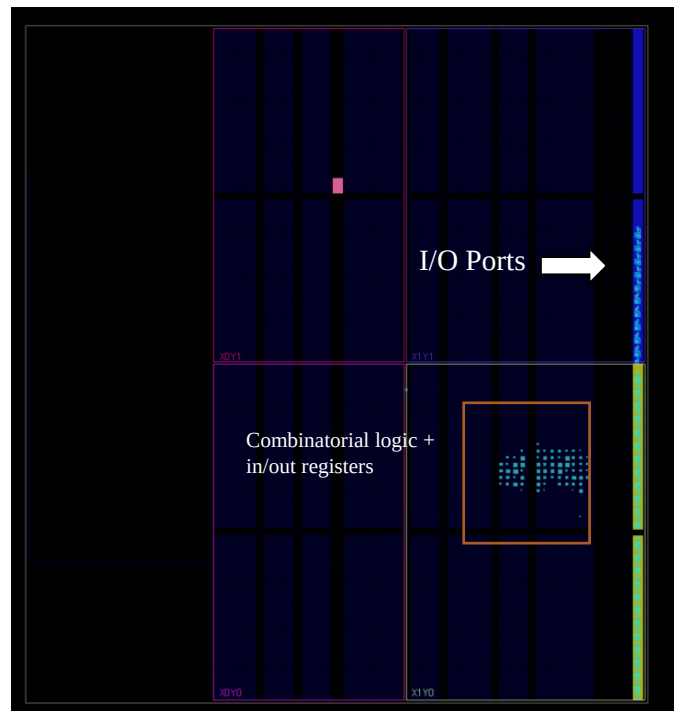 I/O Ports
X0Y1
X1Y1
Combinatorial logic +
in/out registers
X0Y0
X1Y0